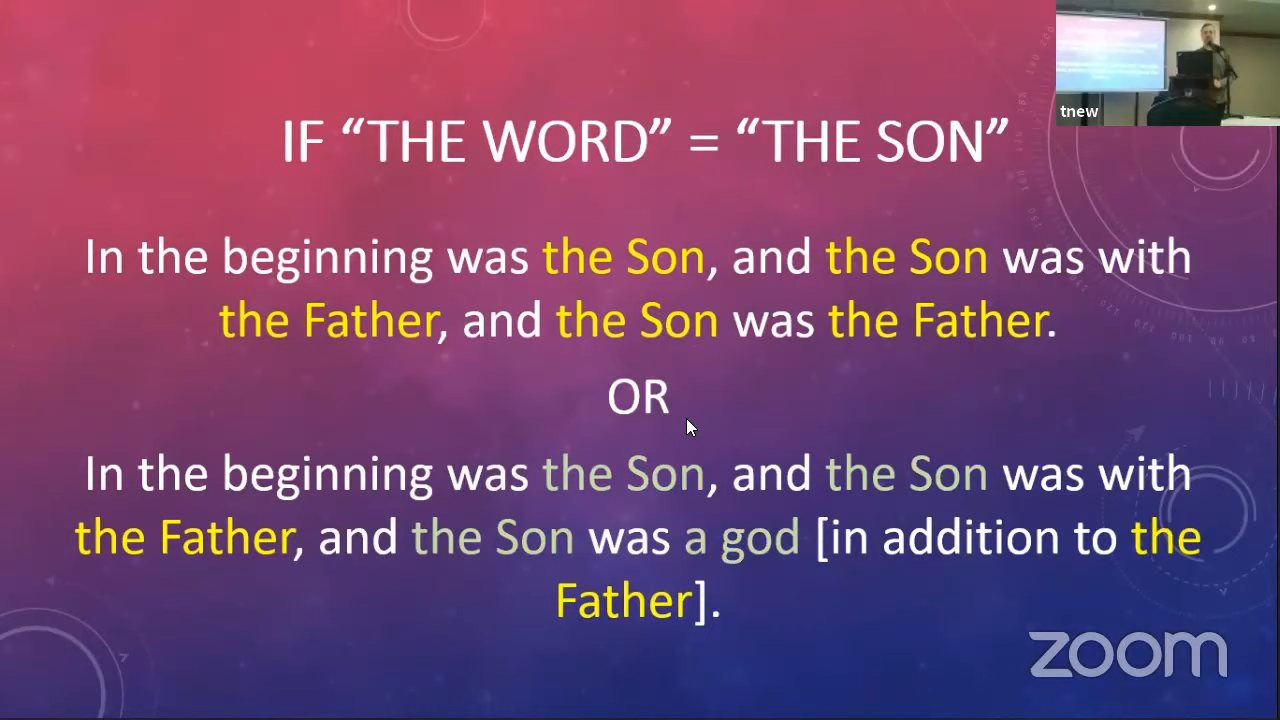 tnew
IF “THE WORD” = “THE SON”
In the beginning was the Son, and the Son was with
the Father, and the Son was the Father.
OR
In the beginning was the Son, and the Son was with
the Father, and the Son was a god [in addition to the
Father].
zoom